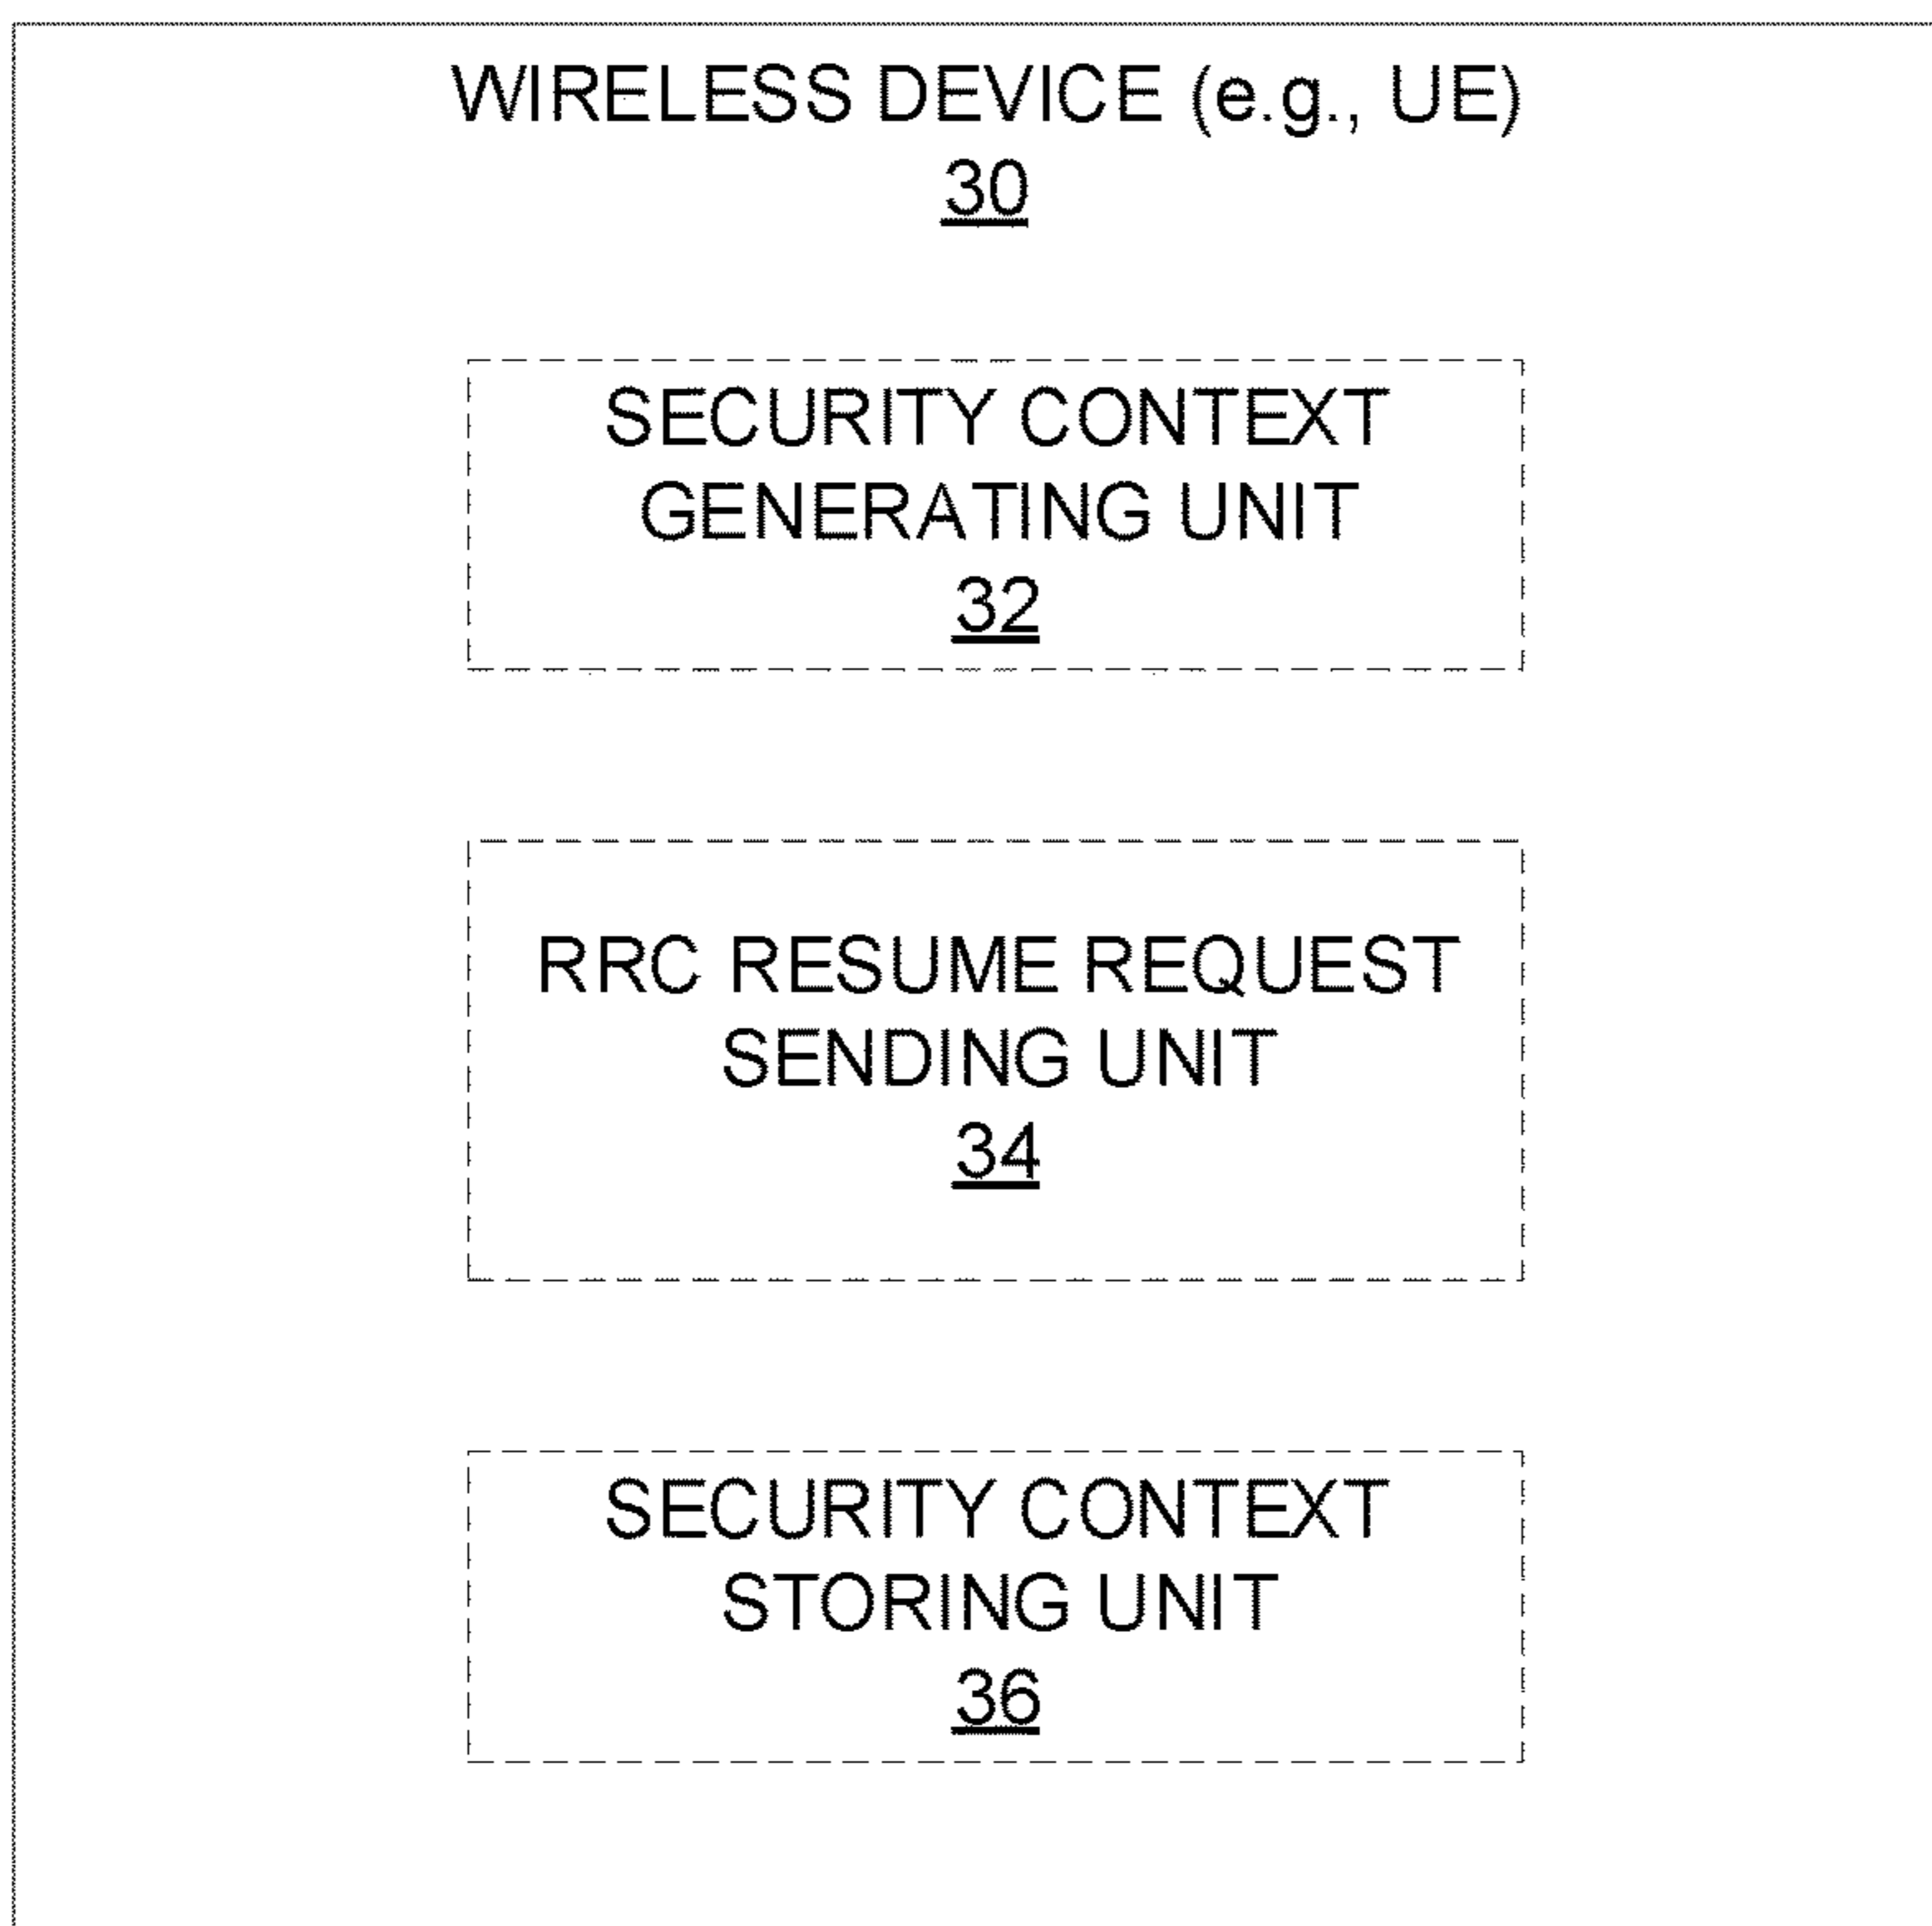 WIRELESS DEVICE (e.g., UE)
30
SECURITY CONTEXT
GENERATING UNIT
32
RRC RESUME REQUEST
SENDING UNIT
34
SECURITY CONTEXT
STORING UNIT
36